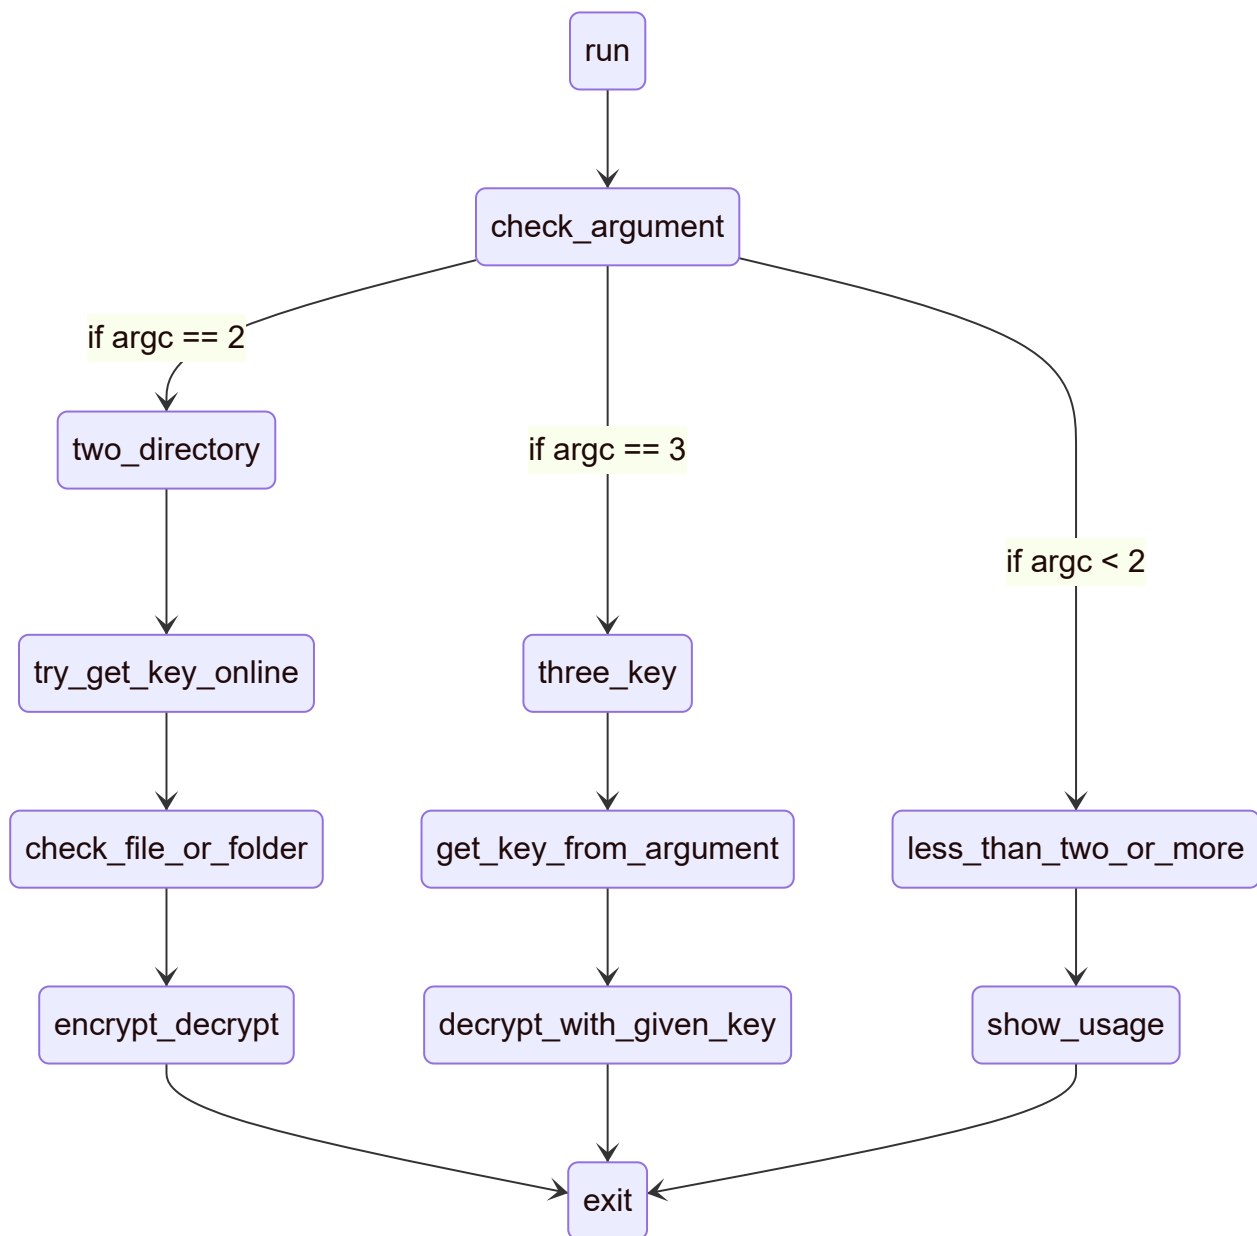 run
check_argument
if argc == 2
two_directory
if argc == 3
if argc < 2
try_get_key_online
three_key
check_file_or_folder
get_key_from_argument
less_than_two_or_more
encrypt_decrypt
decrypt_with_given_key
show_usage
exit